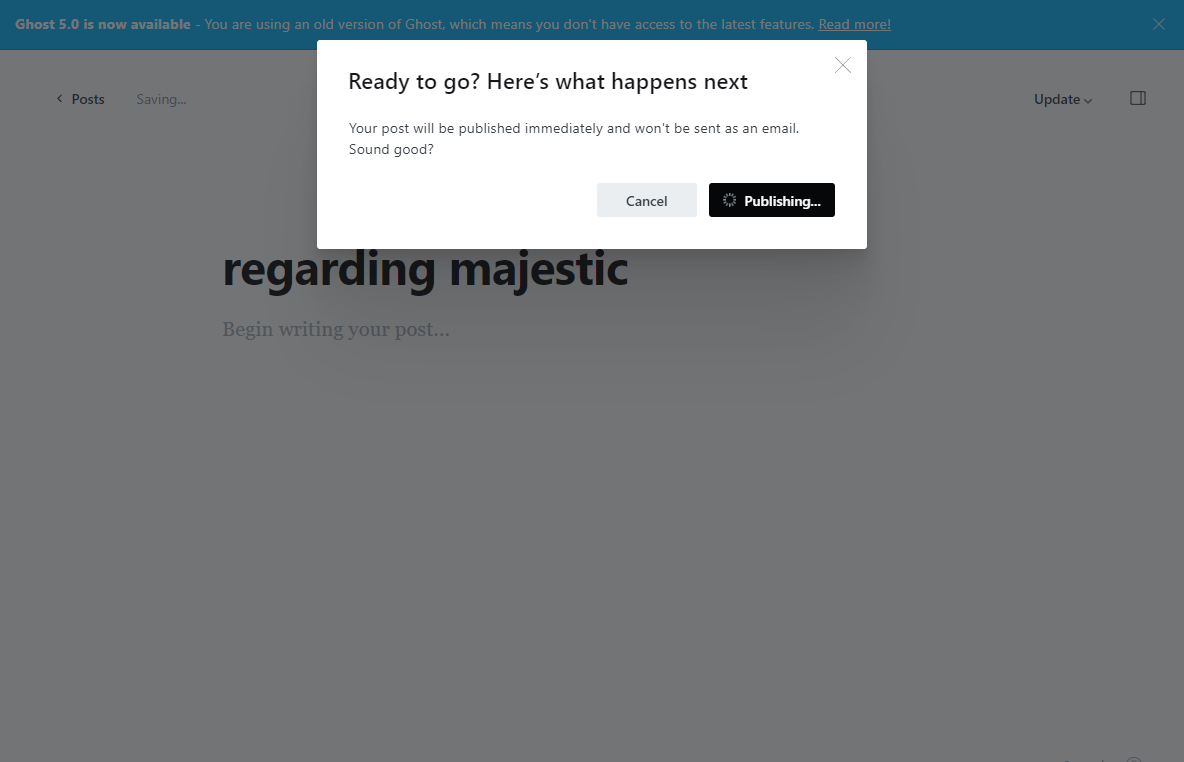 Ghost 5.0 is now available - You are using an old version of Ghost, which means you don't have access to the latest features. Read more!
Ready to go? Here's what happens next
Posts
Saving...
Update
Your post will be published immediately and won't be sent as an email.
Sound good?
Cancel
Publishing...
regarding majestic
Begin writing your post...